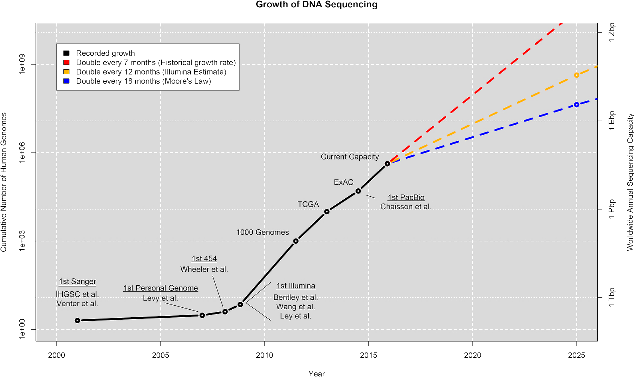 Growth of DNA Sequencing
Recorded growth
Double every 7 months (Historical growth rate)
Double every 12 months (Illumina Estimate)
Double every 18 months (Moore's Law)
Cumulative Number of Human Genomes
1e+09
1e+06
1e+03
1e+00
Worldwide Annual Sequencing Capacity
1 Zbp
1 Ebp
1 Pbp
1 Tbp
Current Capacity
ExAC
1st PacBio
Chaisson et al.
TCGA
1000 Genomes
1st 454
Wheeler et al.
1st Sanger
IHGSC et al.
Venter et al.
1st Personal Genome
Levy et al.
1st Illumina
Bentley et al.
Wang et al.
Ley et al.
2000
2005
2010
2015
2020
2025
Year